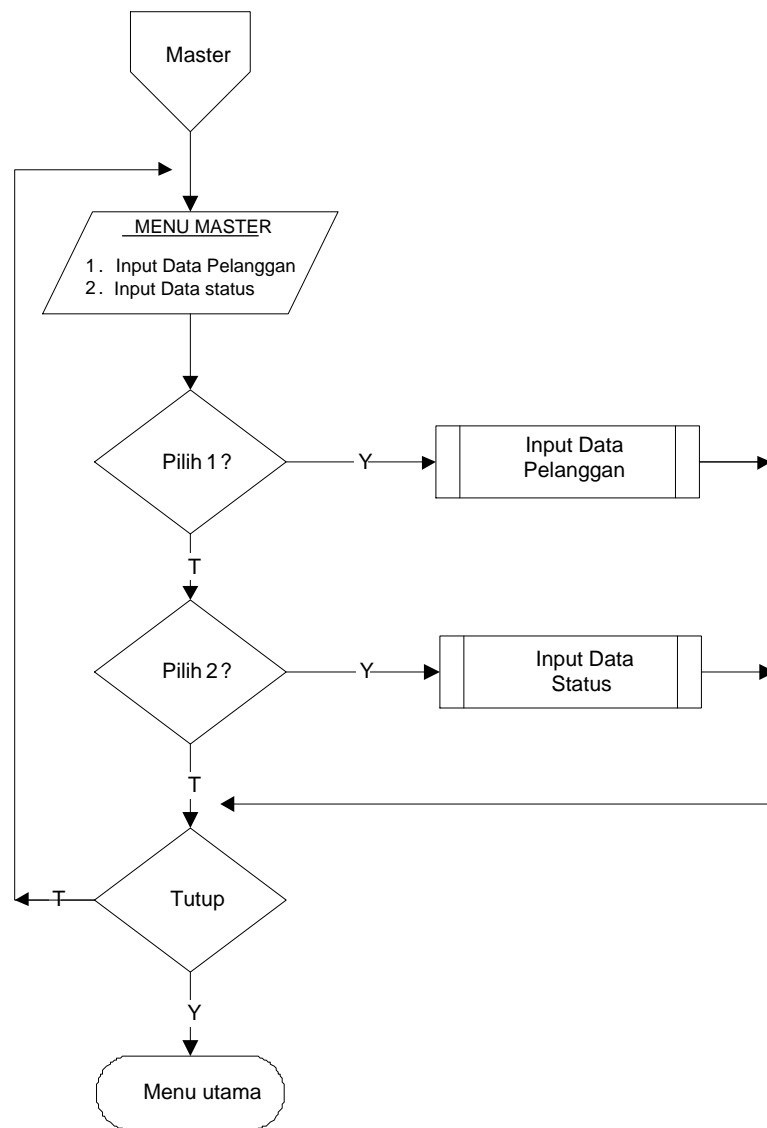 Master
MENU MASTER
1. Input Data Pelanggan
2. Input Data status
Pilih 1 ?
Y
Input Data
Pelanggan
T
Pilih 2 ?
Y
Input Data
Status
T
Tutup
T
Y
Menu utama